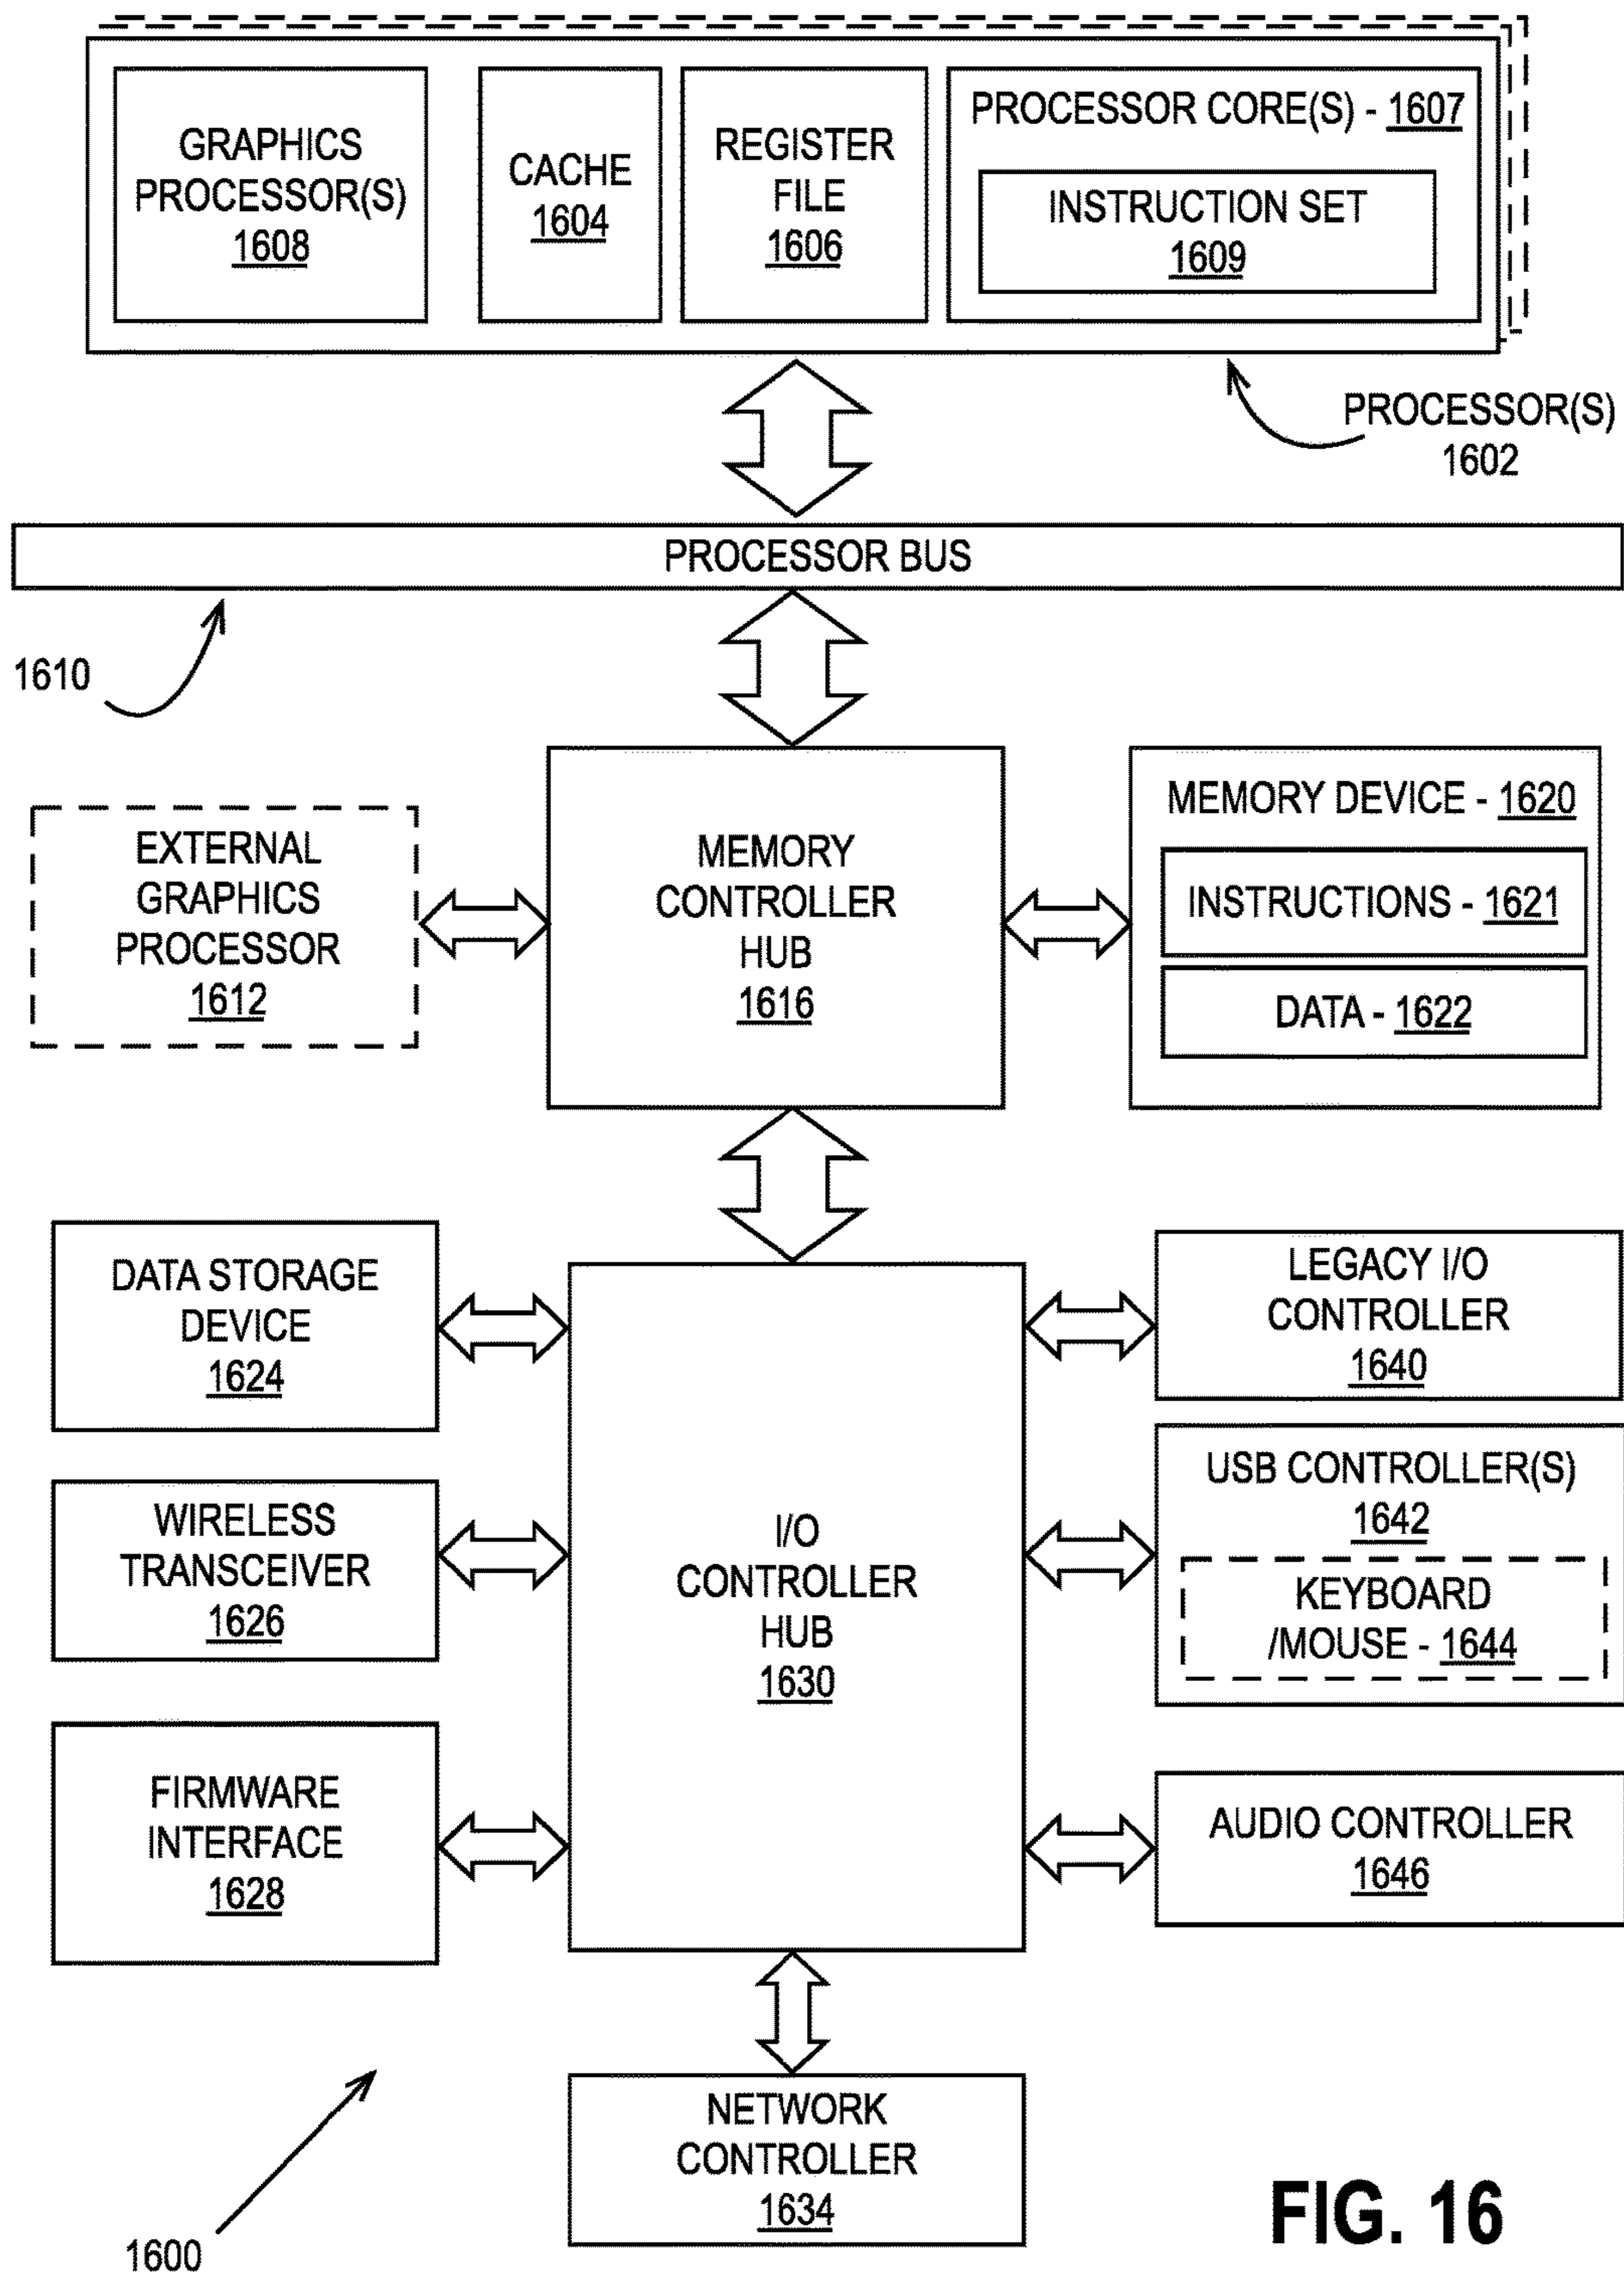 GRAPHICS
PROCESSOR(S)
1608
CACHE
1604
REGISTER
FILE
1606
PROCESSOR CORE(S) - 1607
INSTRUCTION SET
1609
PROCESSOR(S)
1602
PROCESSOR BUS
1610
EXTERNAL
GRAPHICS
PROCESSOR
1612
MEMORY
CONTROLLER
HUB
1616
MEMORY DEVICE - 1620
INSTRUCTIONS - 1621
DATA - 1622
DATA STORAGE
DEVICE
1624
WIRELESS
TRANSCEIVER
1626
FIRMWARE
INTERFACE
1628
I/O
CONTROLLER
HUB
1630
LEGACY I/O
CONTROLLER
1640
USB CONTROLLER(S)
1642
KEYBOARD
/MOUSE - 1644
AUDIO CONTROLLER
1646
NETWORK
CONTROLLER
1634
1600
FIG. 16